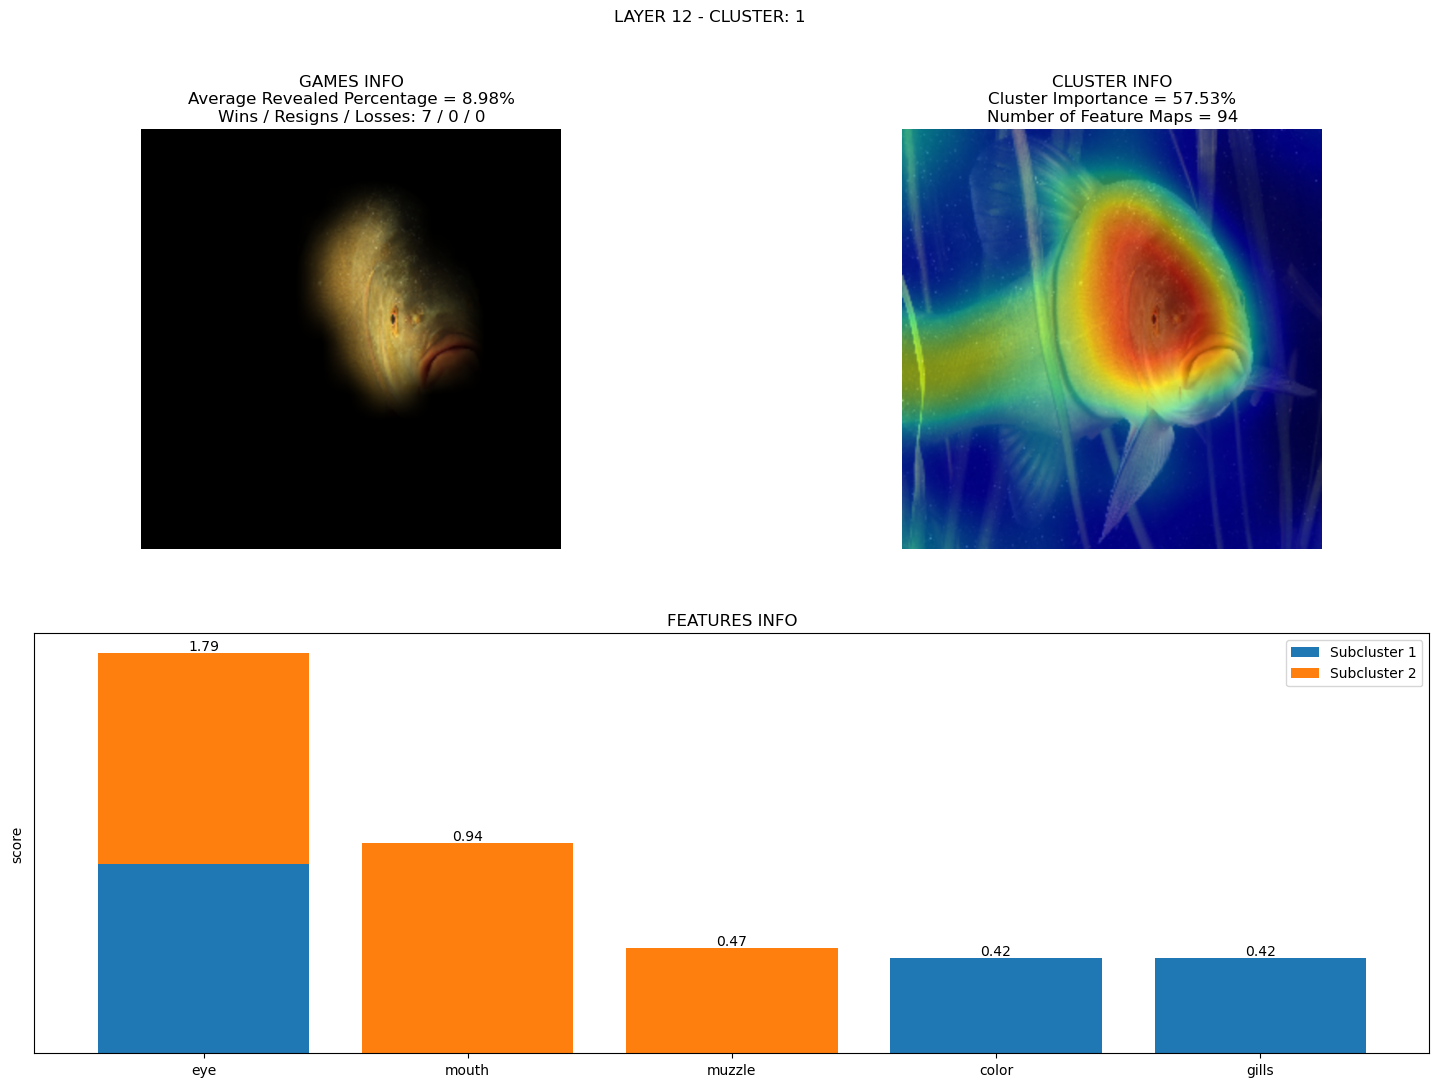 LAYER 12 - CLUSTER: 1
GAMES INFO
Average Revealed Percentage = 8.98%
Wins / Resigns / Losses: 7 / 0 / 0
CLUSTER INFO
Cluster Importance = 57.53%
Number of Feature Maps = 94
FEATURES INFO
score
1.79
0.94
0.47
0.42
0.42
Subcluster 1
Subcluster 2
eye
mouth
muzzle
color
gills